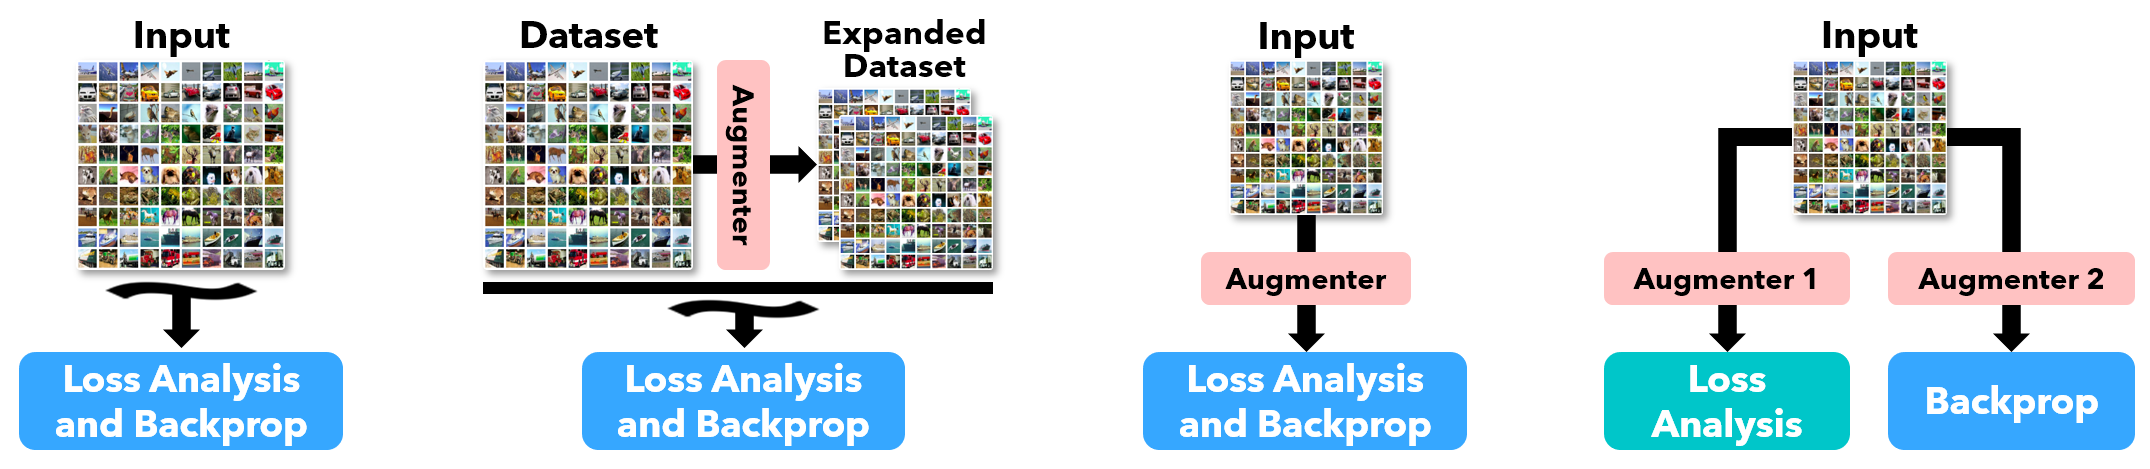 Input
Loss Analysis
and Backprop
Dataset
Augmenter
Expanded
Dataset
Loss Analysis
and Backprop
Input
Augmenter
Loss Analysis
and Backprop
Input
Augmenter 1
Augmenter 2
Loss
Analysis
Backprop